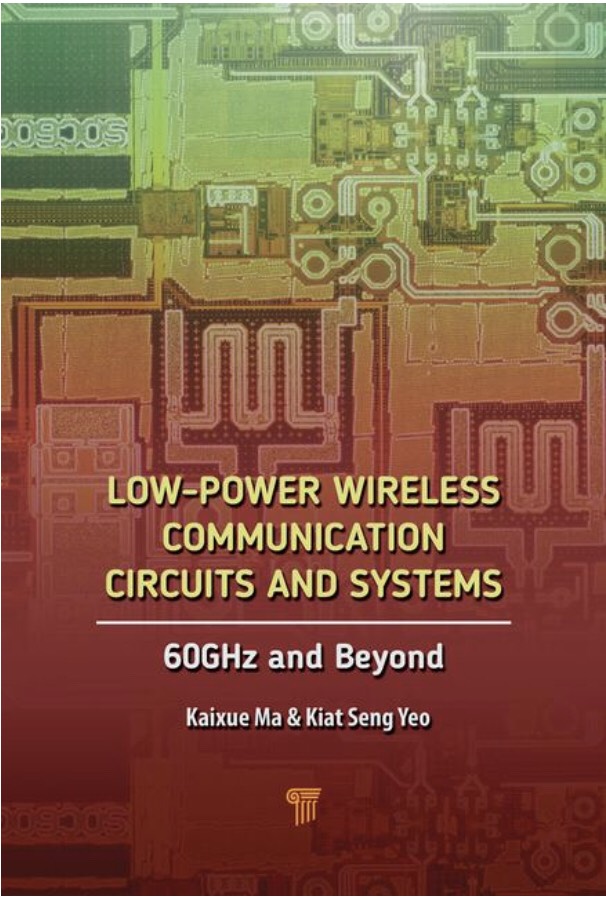 LOW-POWER WIRELESS
COMMUNICATION
CIRCUITS AND SYSTEMS
60GHz and Beyond
Kaixue Ma & Kiat Seng Yeo